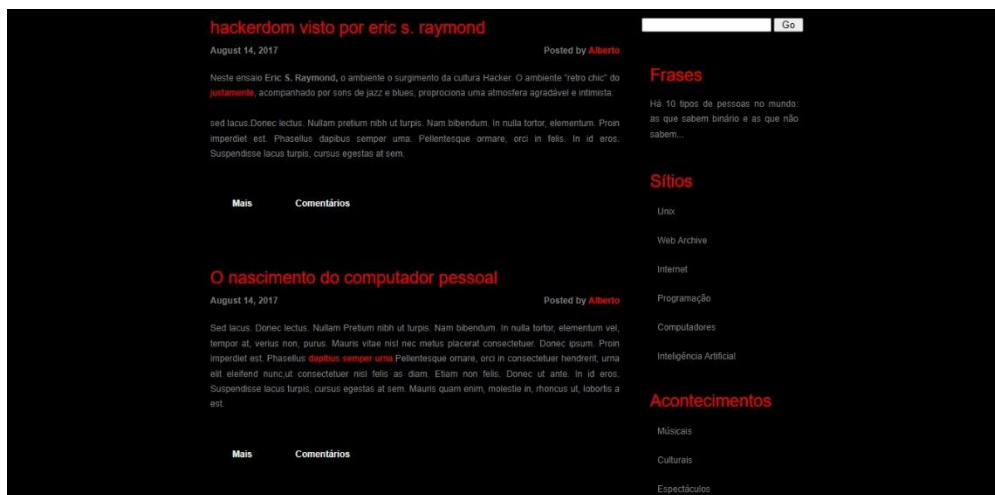 hackerdom visto por eric s. raymond
August 14, 2017 Posted by Alberto
Neste ensaio Eric S. Raymond, o ambiente o surgimento da cultura Hacker. O ambiente "retro chic" do
justamente, acompanhado por sons de jazz e blues, proprociona uma atmosfera agradável e intimista.
sed lacus.Donec lectus. Nullam pretium nibh ut turpis. Nam bibendum. In nulla tortor, elementum. Proin
imperdiet est. Phasellus dapibus semper uma. Pellentesque ormare, orci in felis. In id eros.
Suspendisse lacus turpis, cursus egestas at sem.
Mais Comentários
O nascimento do computador pessoal
August 14, 2017 Posted by Alberto
Sed lacus. Donec lectus. Nullam Pretium nibh ut turpis. Nam bibendum. In nulla tortor, elementum vel,
tempor at, verius non, purus. Mauris vitae nisl nec metus placerat consectetuer. Donec ipsum. Proin
imperdiet est. Phasellus dapibus semper urna.Pellentesque ornare, orci in consectetuer hendrerit, urna
elit eleifend nunc,ut consectetuer nisl felis as diam. Etiam non felis. Donec ut ante. In id eros.
Suspendisse lacus turpis, cursus egestas at sem. Mauris quam enim, molestie in, rhoncus ut, lobortis a
est.
Mais Comentários
Go
Frases
Há 10 tipos de pessoas no mundo:
as que sabem binário e as que não
sabem...
Sítios
Unix
Web Archive
Internet
Programação
Computadores
Inteligência Artificial
Acontecimentos
Músicais
Culturais
Espectáculos